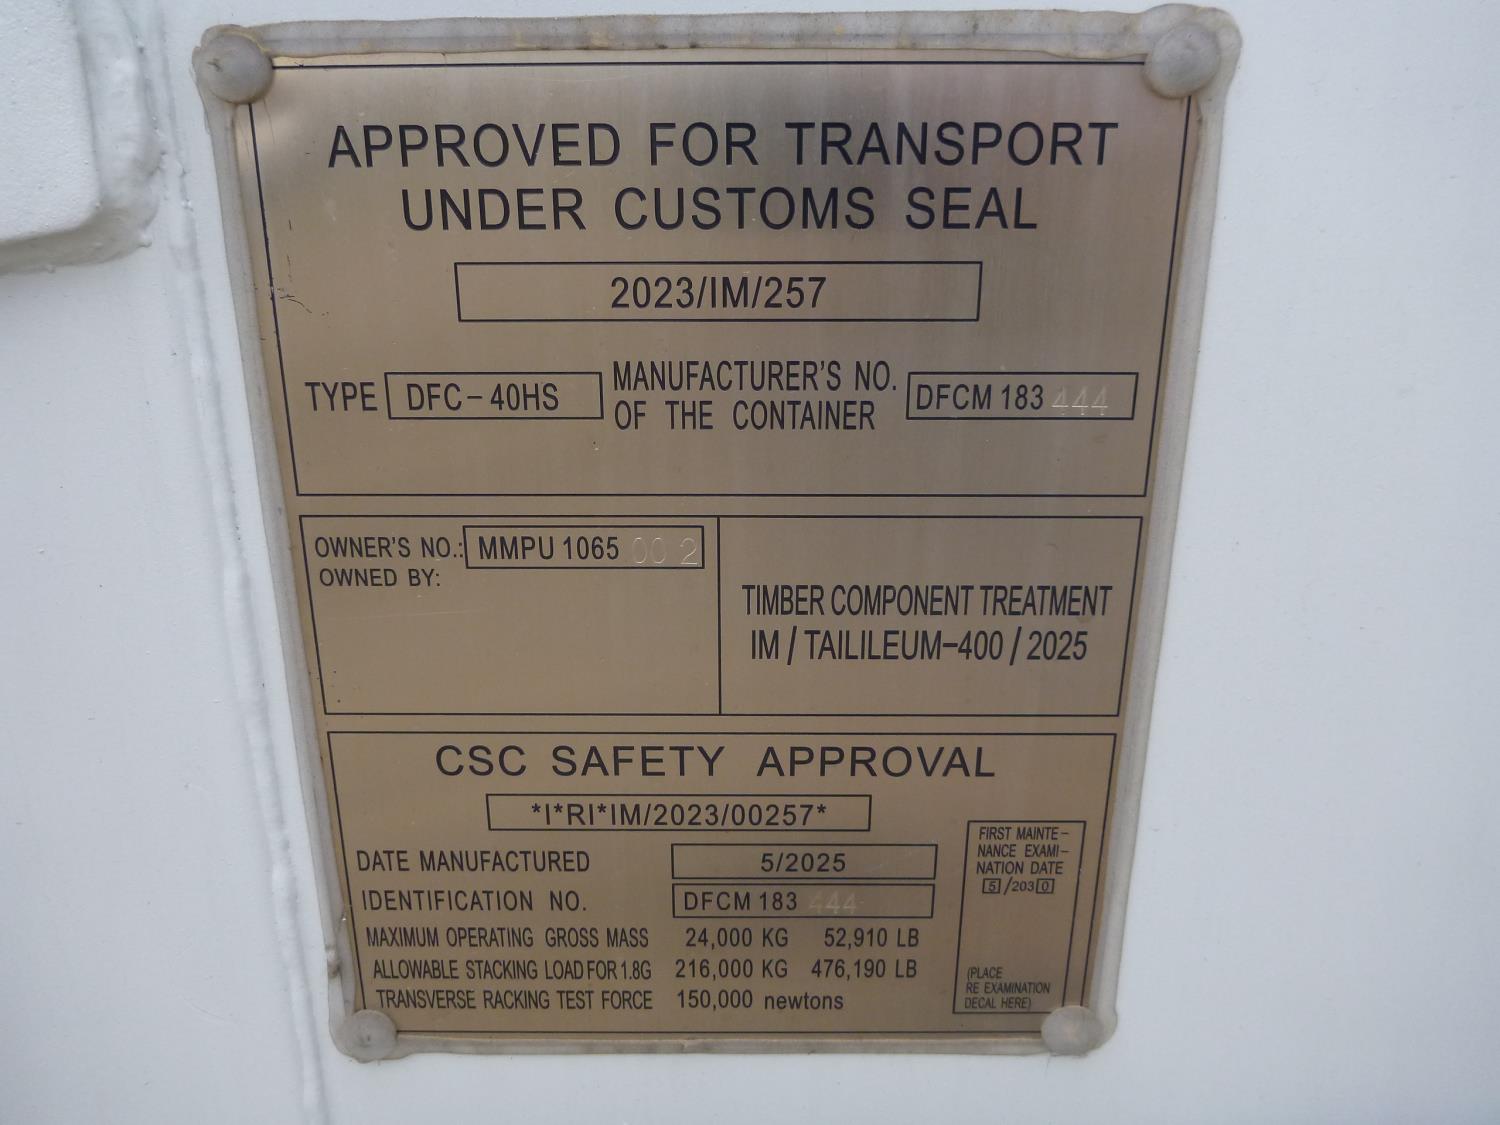 APPROVED FOR TRANSPORT
UNDER CUSTOMS SEAL
2023/IM/257
TYPE DFC-40HS MANUFACTURER'S NO. OF THE CONTAINER DFCM 183 444
OWNER'S NO.: MMPU 1065 00 2
OWNED BY:
TIMBER COMPONENT TREATMENT
IM / TAILILEUM-400 / 2025
CSC SAFETY APPROVAL
*I*RI*IM/2023/00257*
DATE MANUFACTURED 5/2025
IDENTIFICATION NO. DFCM 183 444
MAXIMUM OPERATING GROSS MASS 24,000 KG 52,910 LB
ALLOWABLE STACKING LOAD FOR 1.8G 216,000 KG 476,190 LB
TRANSVERSE RACKING TEST FORCE 150,000 newtons
FIRST MAINTE-
NANCE EXAMI-
NATION DATE
5/2030
(PLACE
RE EXAMINATION
DECAL HERE)